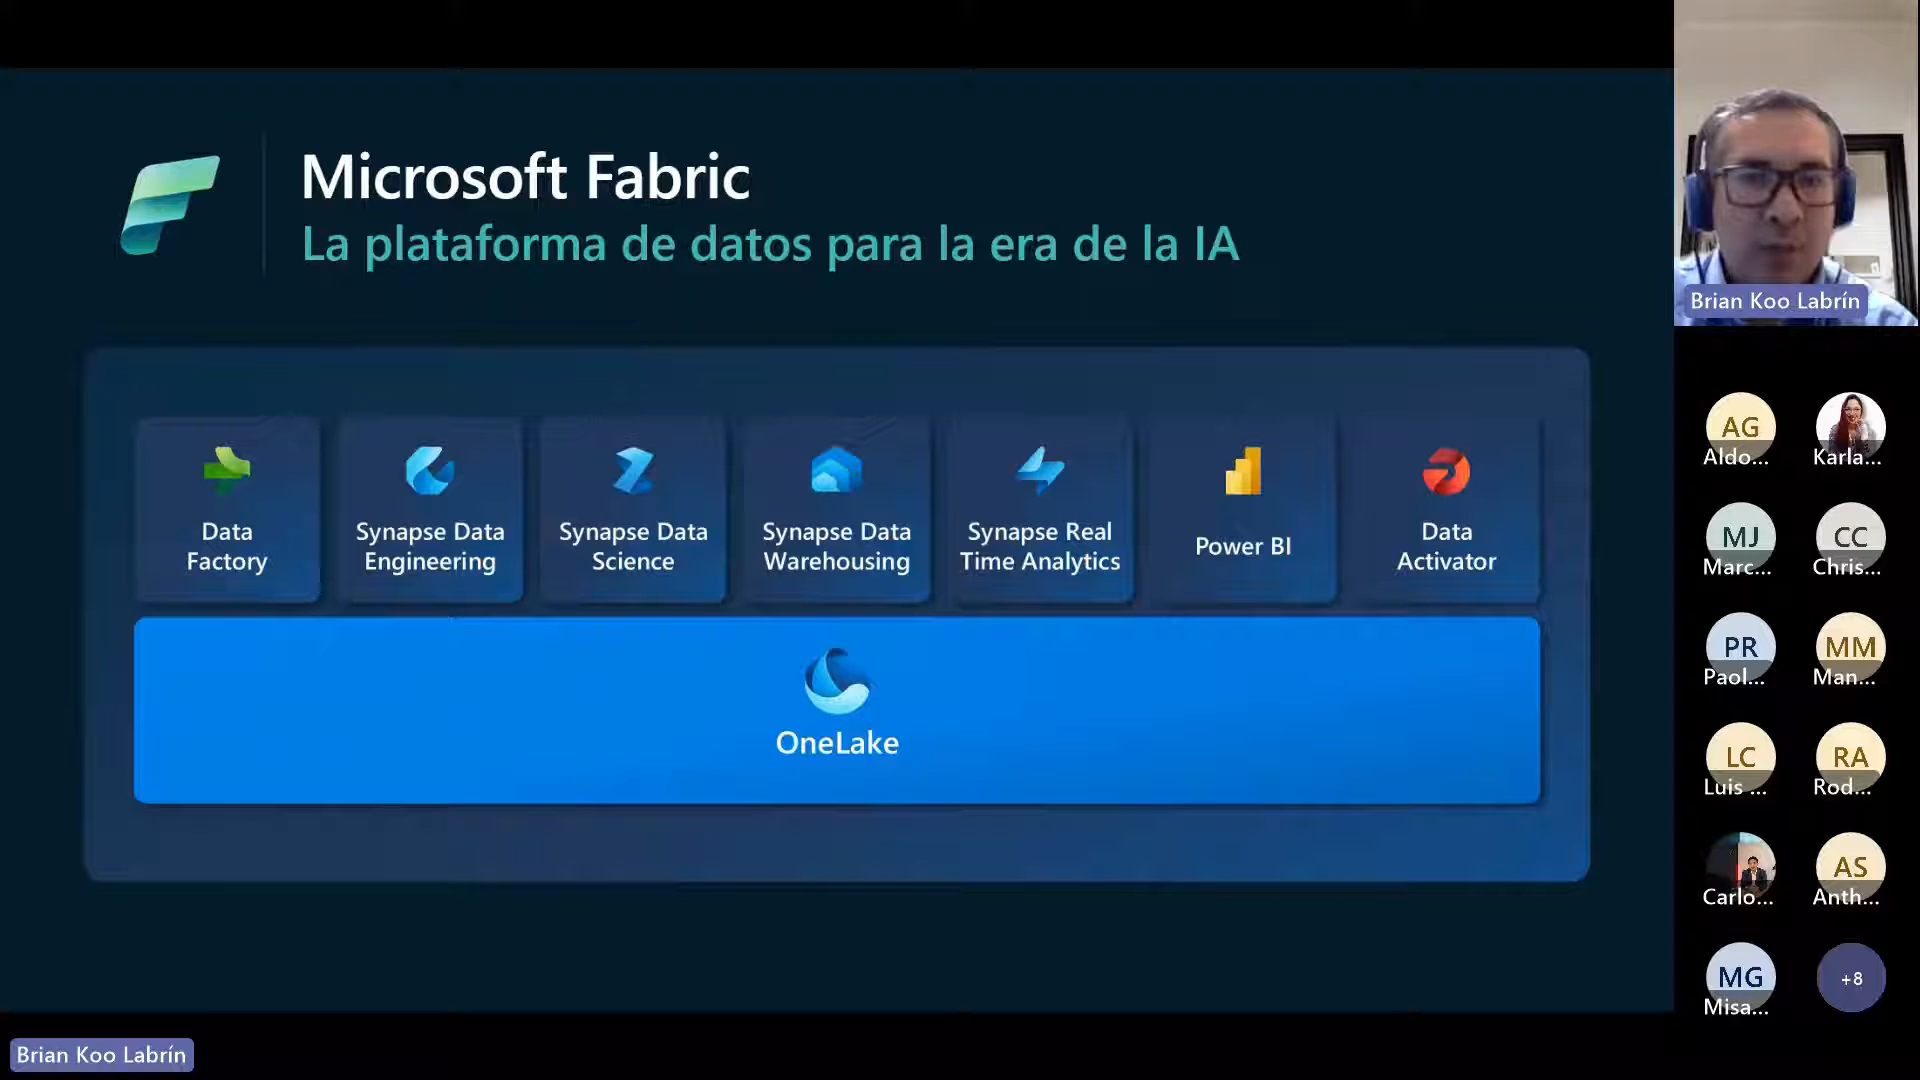 Microsoft Fabric
La plataforma de datos para la era de la IA
Data
Factory
Synapse Data
Engineering
Synapse Data
Science
Synapse Data
Warehousing
Synapse Real
Time Analytics
Power BI
Data
Activator
OneLake
Brian Koo Labrín
Brian Koo Labrín
AG
Aldo...
Karla...
MJ
Marc...
CC
Chris...
PR
Paol...
MM
Man...
LC
Luis ...
RA
Rod...
Carlo...
AS
Anth...
MG
Misa...
+8